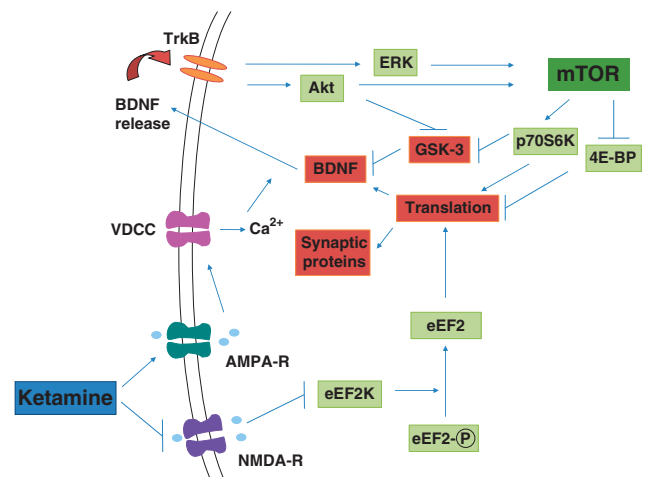 TrkB
ERK
mTOR
Akt
BDNF
release
p70S6K
GSK-3
4E-BP
BDNF
Translation
VDCC
Ca²⁺
Synaptic
proteins
eEF2
AMPA-R
Ketamine
eEF2K
eEF2-Ⓟ
NMDA-R